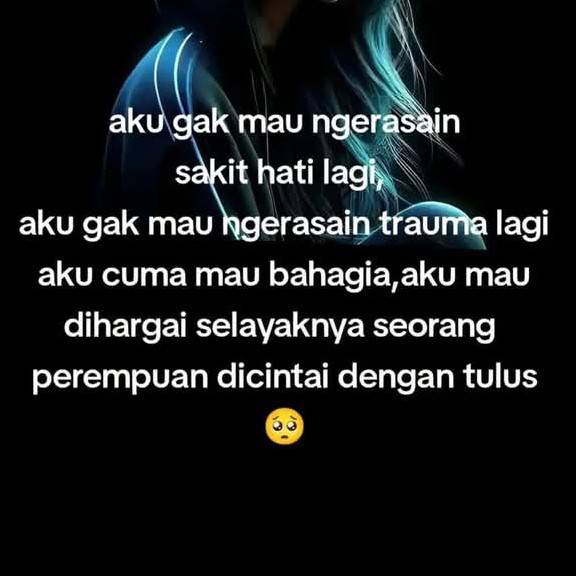 aku gak mau ngerasain
sakit hati lagi,
aku gak mau ngerasain trauma lagi
aku cuma mau bahagia,aku mau
dihargai selayaknya seorang
perempuan dicintai dengan tulus
🥺